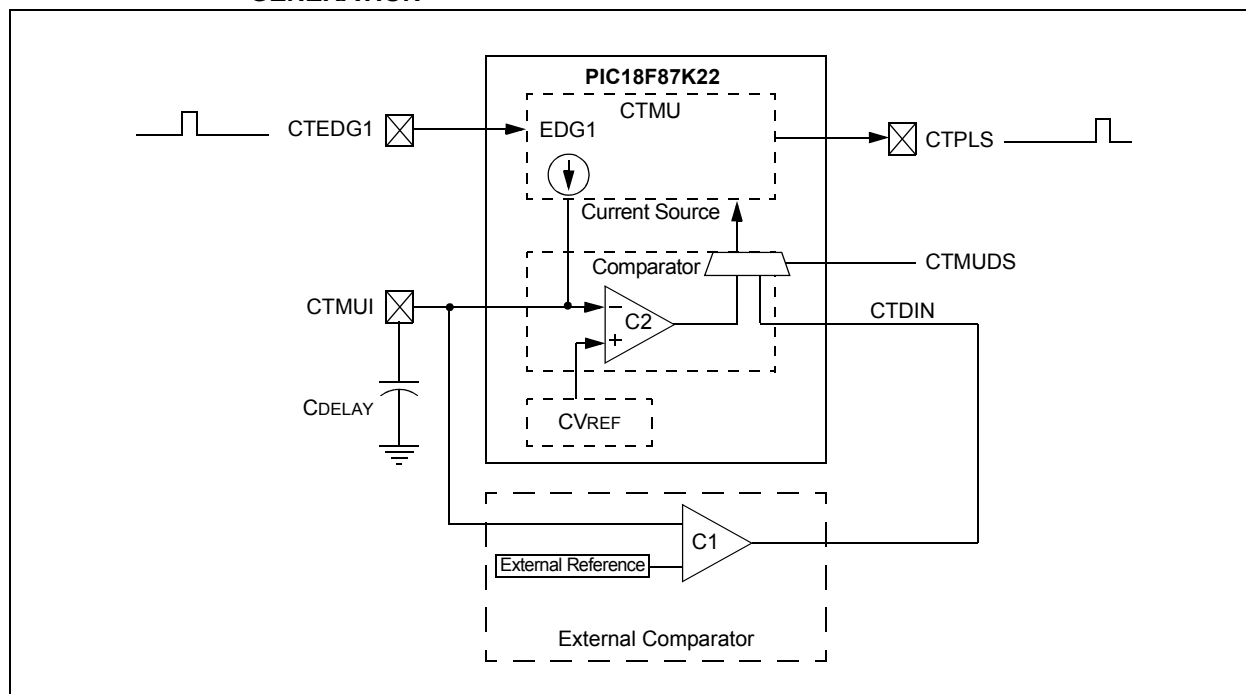 GENERATION
PIC18F87K22
CTMU
CTEDG1
EDG1
CTPLS
Current Source
Comparator
CTMUDS
CTMUI
–
C2
CTDIN
+
CDELAY
CVREF
C1
External Reference
External Comparator